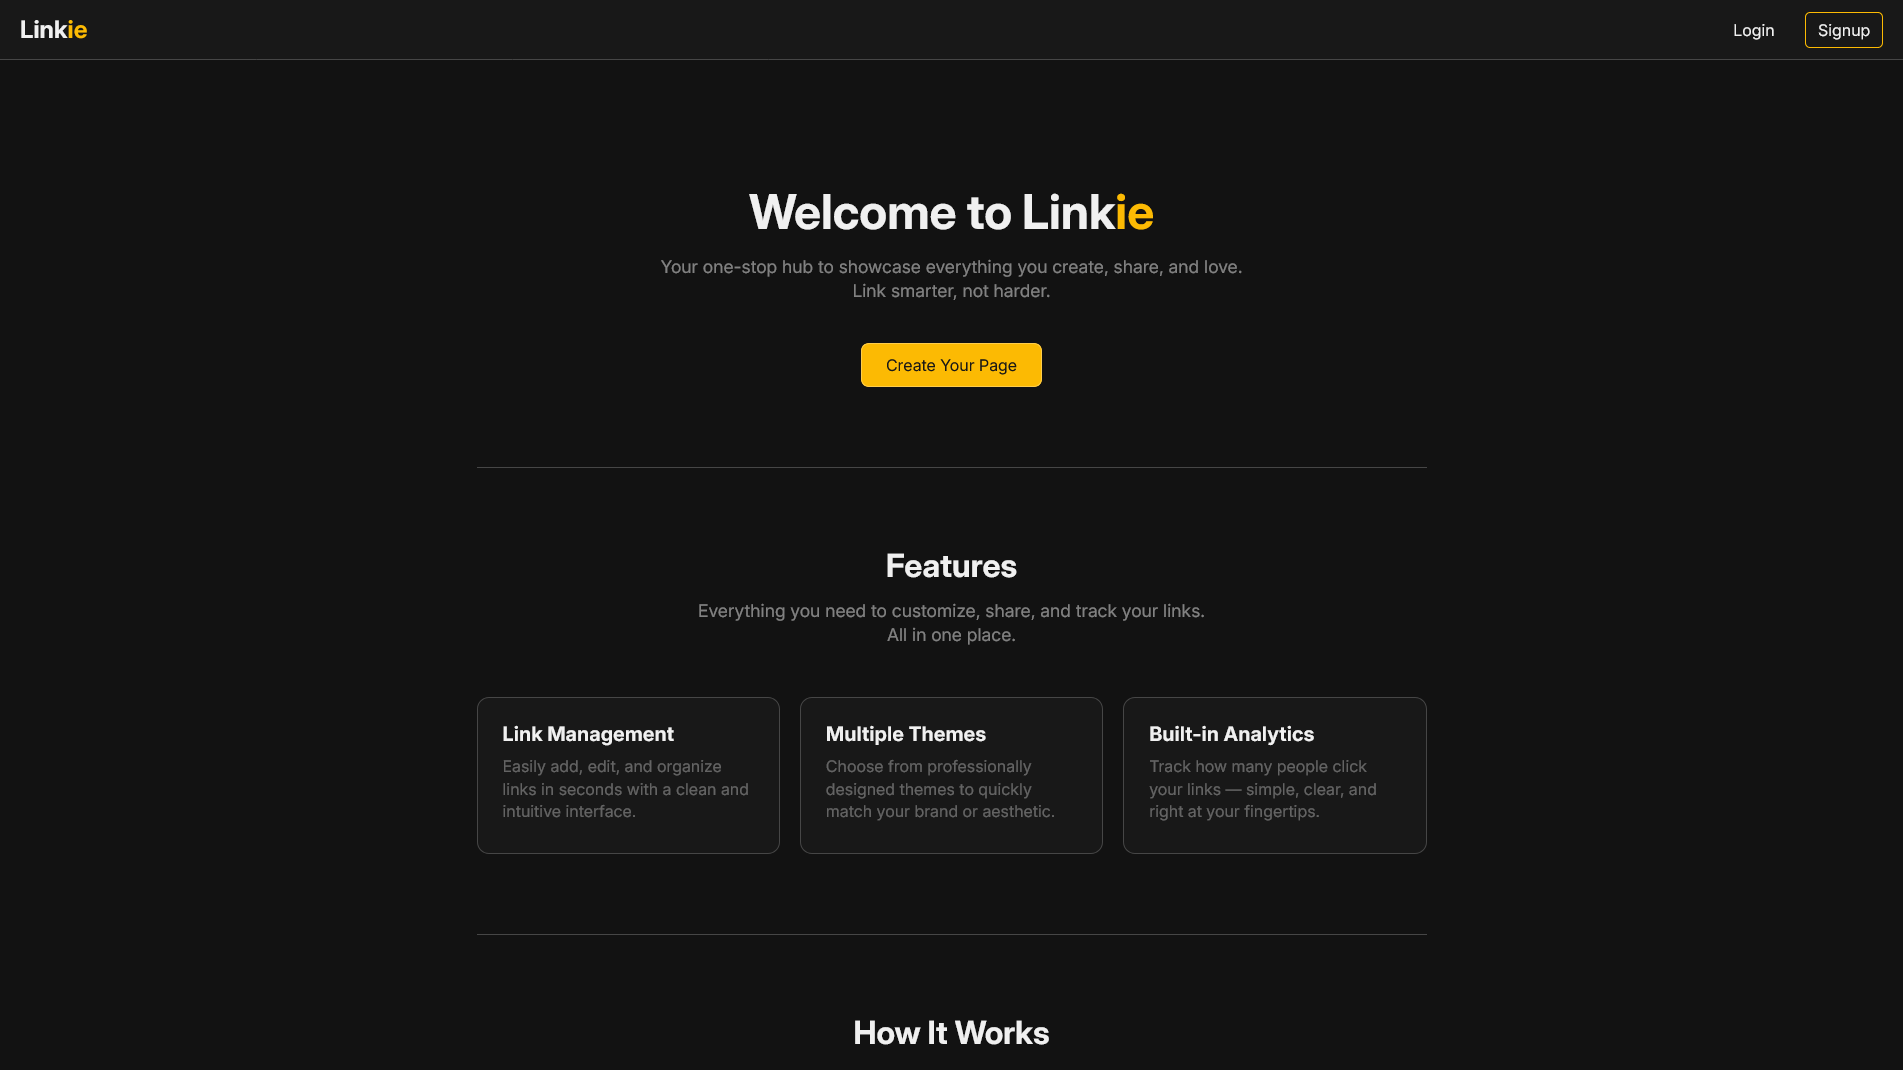 Linkie
Login
Signup
Welcome to Linkie
Your one-stop hub to showcase everything you create, share, and love.
Link smarter, not harder.
Create Your Page
Features
Everything you need to customize, share, and track your links.
All in one place.
Link Management
Easily add, edit, and organize
links in seconds with a clean and
intuitive interface.
Multiple Themes
Choose from professionally
designed themes to quickly
match your brand or aesthetic.
Built-in Analytics
Track how many people click
your links — simple, clear, and
right at your fingertips.
How It Works